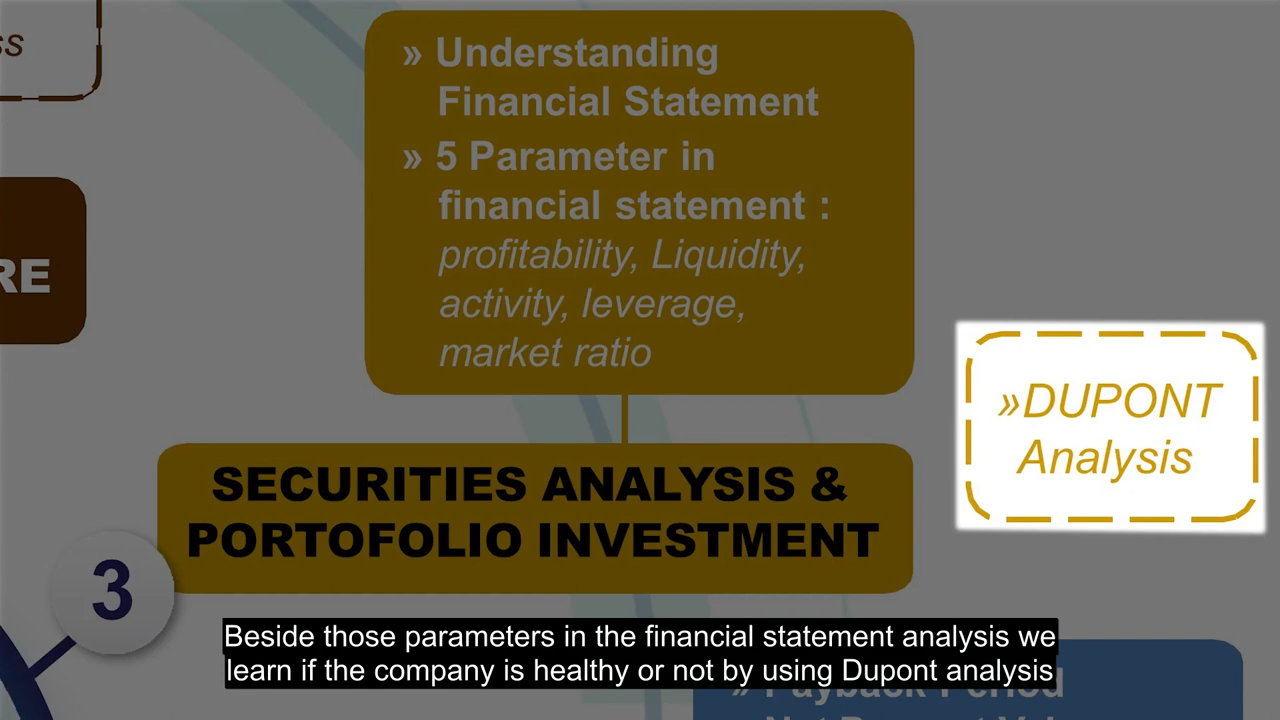 ss
» Understanding
Financial Statement
» 5 Parameter in
financial statement :
profitability, Liquidity,
activity, leverage,
market ratio
RE
»DUPONT
Analysis
SECURITIES ANALYSIS &
PORTOFOLIO INVESTMENT
3
Beside those parameters in the financial statement analysis we
learn if the company is healthy or not by using Dupont analysis
» Payback Period